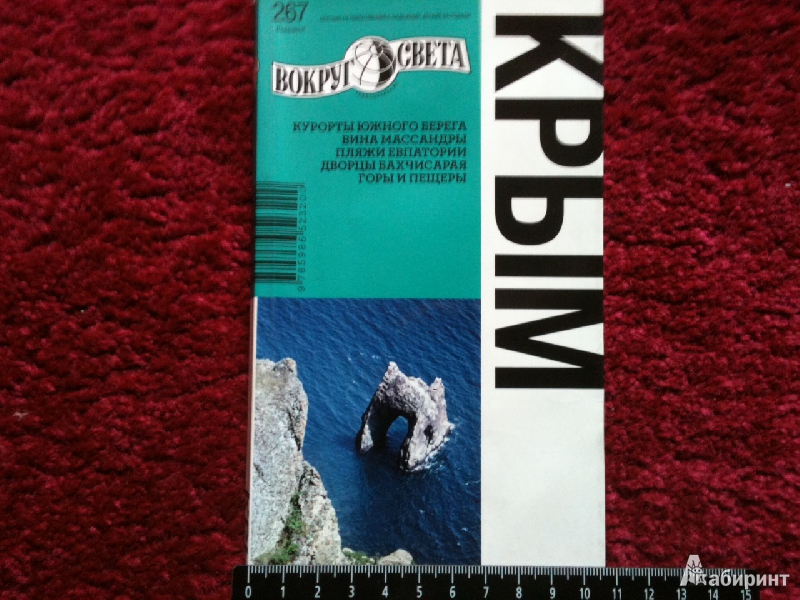 267
ВОКРУГ СВЕТА
КУРОРТЫ ЮЖНОГО БЕРЕГА
ВИНА МАССАНДРЫ
ПЛЯЖИ ЕВПАТОРИИ
ДВОРЦЫ БАХЧИСАРАЯ
ГОРЫ И ПЕЩЕРЫ
КРЫМ
0 1 2 3 4 5 6 7 8 9 10 11 12 13 14 15
Лабиринт